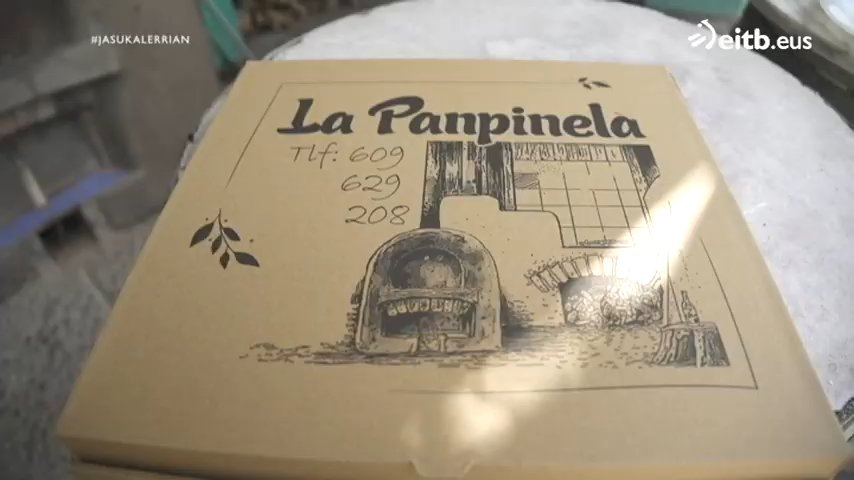 #JASUKALERRIAN
eitb.eus
La Panpinela
Tlf: 609
629
208